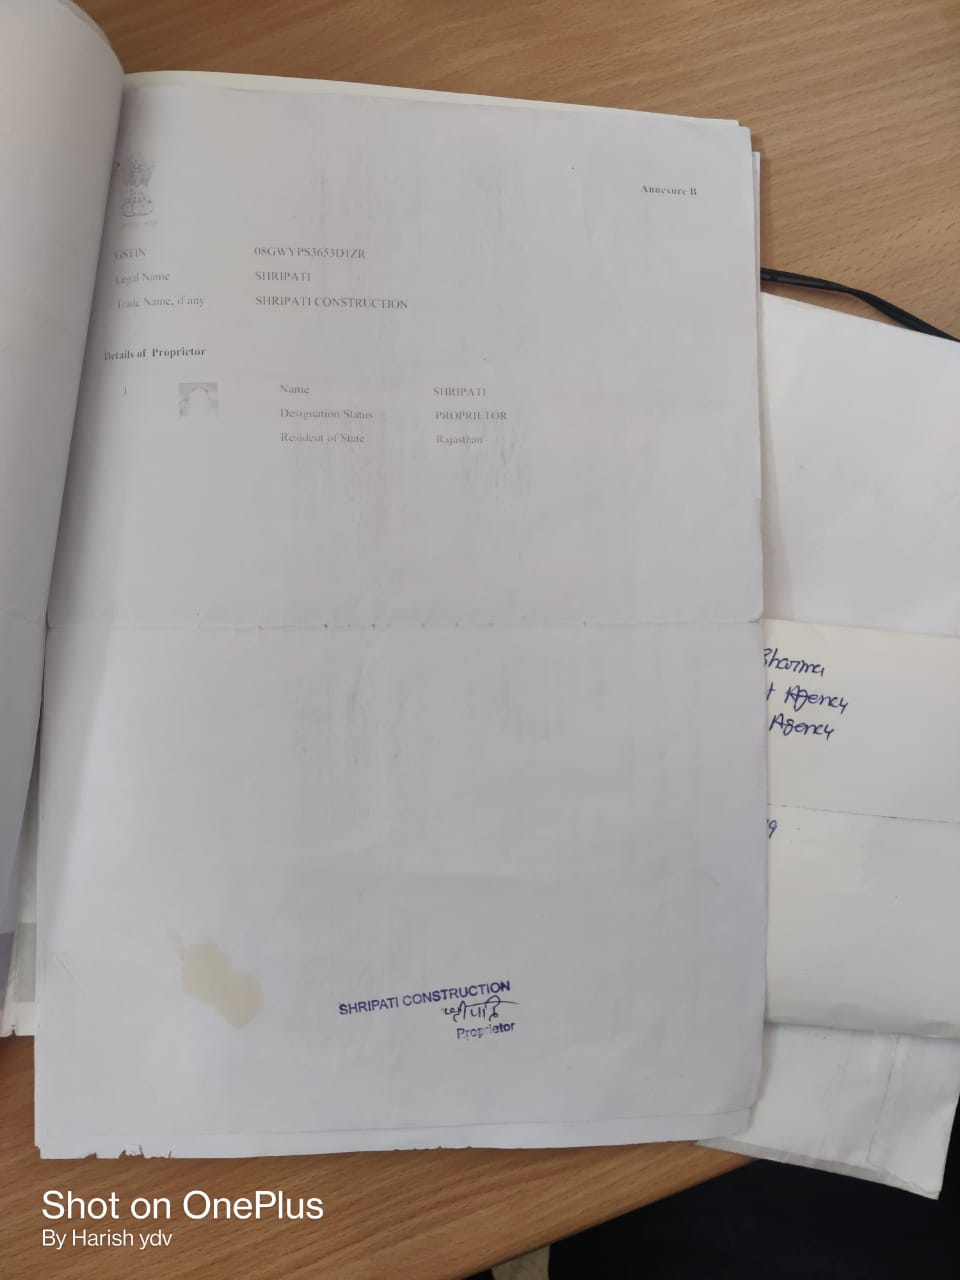 Annexure B
GSTIN 08GWYPS3653D1ZR
Legal Name SHRIPATI
Trade Name, if any SHRIPATI CONSTRUCTION
Details of Proprietor
1 Name SHRIPATI
Designation/Status PROPRIETOR
Resident of State Rajasthan
Sharma
t Agency
Agency
19
SHRIPATI CONSTRUCTION
श्रीपति
Proprietor
Shot on OnePlus
By Harish ydv